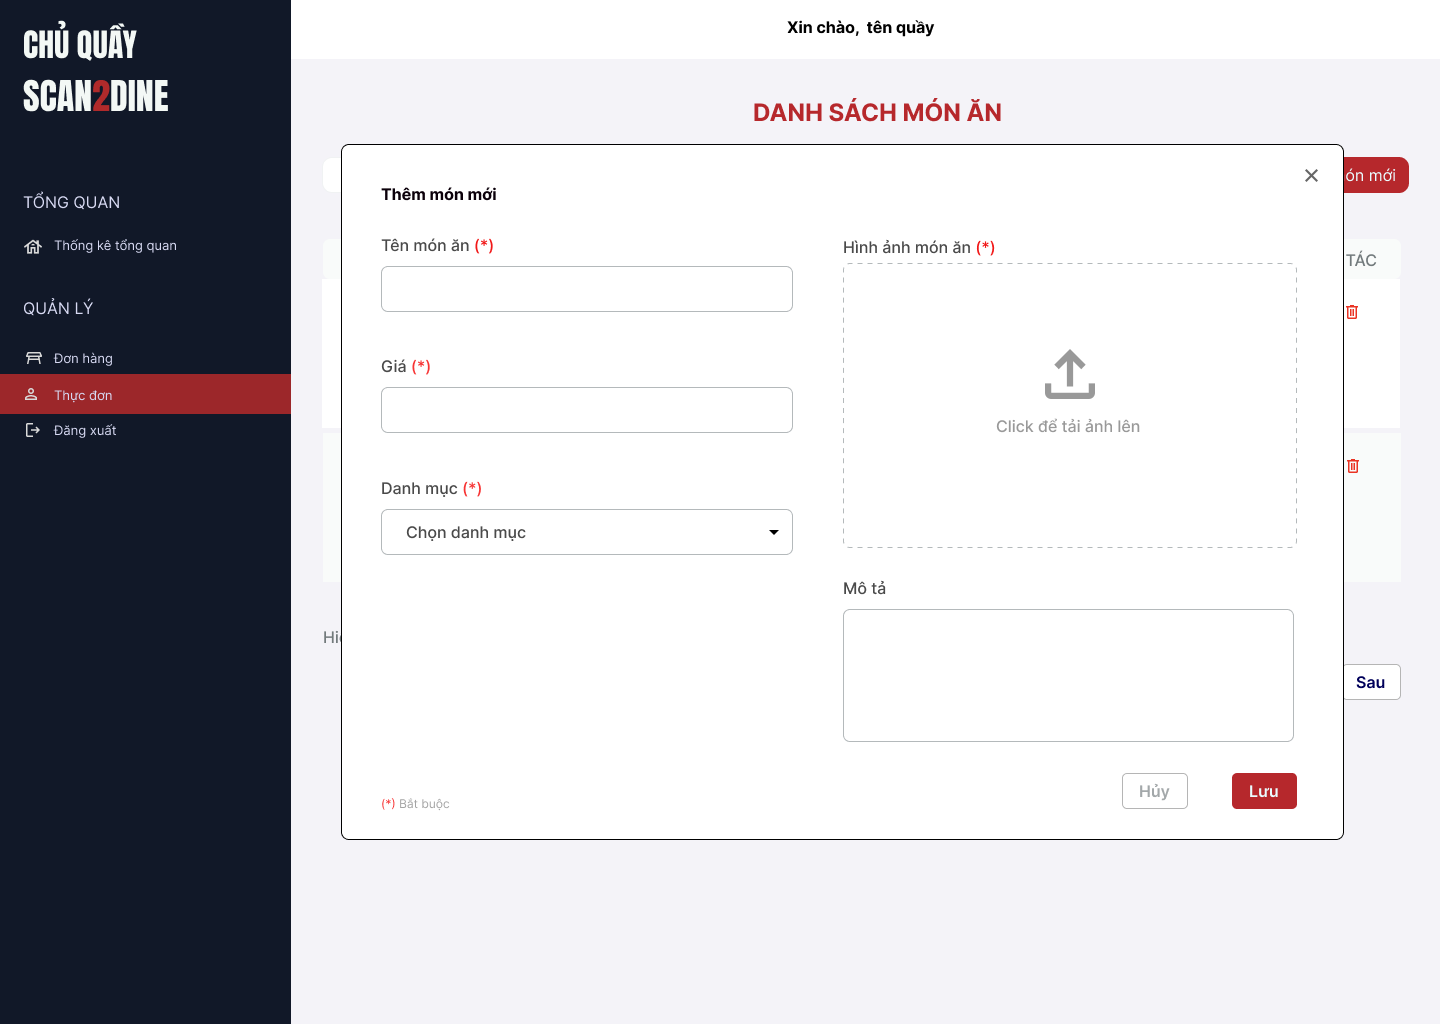 CHỦ QUẦY
SCAN2DINE
TỔNG QUAN
Thống kê tổng quan
QUẢN LÝ
Đơn hàng
Thực đơn
Đăng xuất
Xin chào, tên quầy
DANH SÁCH MÓN ĂN
món mới
TÁC
Thêm món mới
Tên món ăn (*)
Giá (*)
Danh mục (*)
Chọn danh mục
(*) Bắt buộc
Hình ảnh món ăn (*)
Click để tải ảnh lên
Mô tả
Hủy
Lưu
Sau